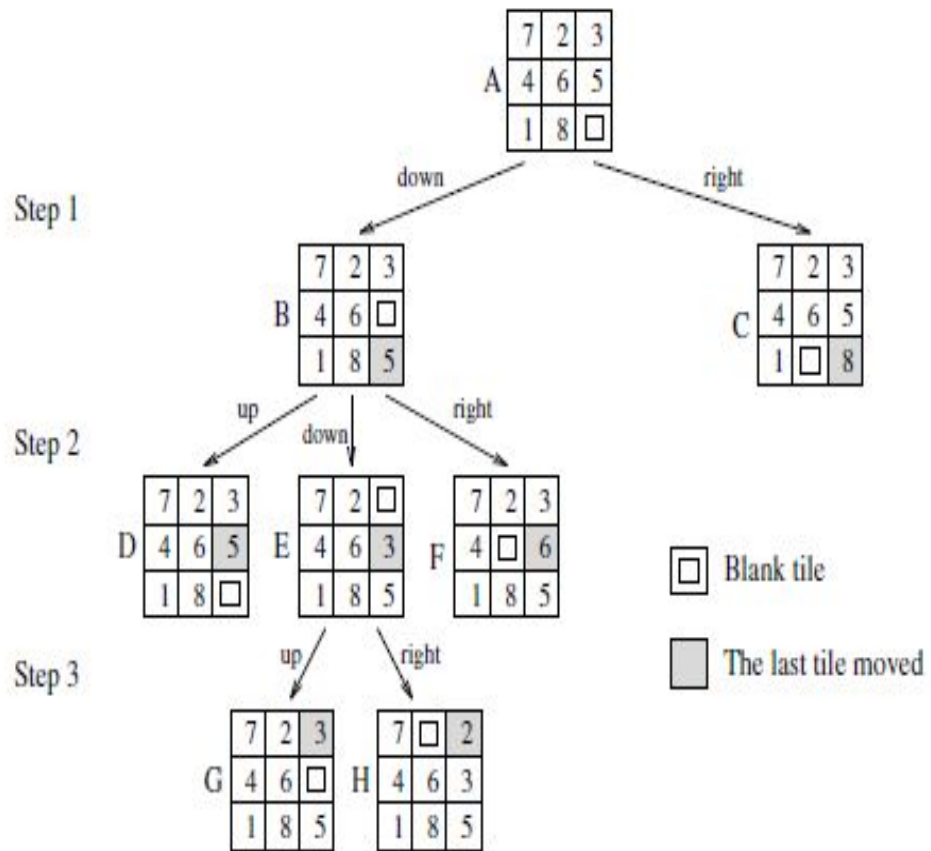 7 2 3
A 4 6 5
1 8
down right
Step 1
7 2 3
B 4 6
1 8 5
7 2 3
C 4 6 5
1 8
up down right
Step 2
7 2 3
D 4 6 5
1 8
7 2
E 4 6 3
1 8 5
7 2 3
F 4 6
1 8 5
Blank tile
The last tile moved
up right
Step 3
7 2 3
G 4 6
1 8 5
7 2
H 4 6 3
1 8 5